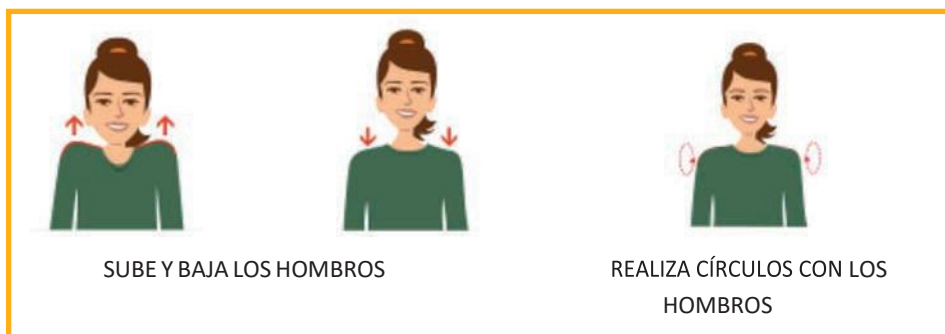 SUBE Y BAJA LOS HOMBROS
REALIZA CÍRCULOS CON LOS
HOMBROS